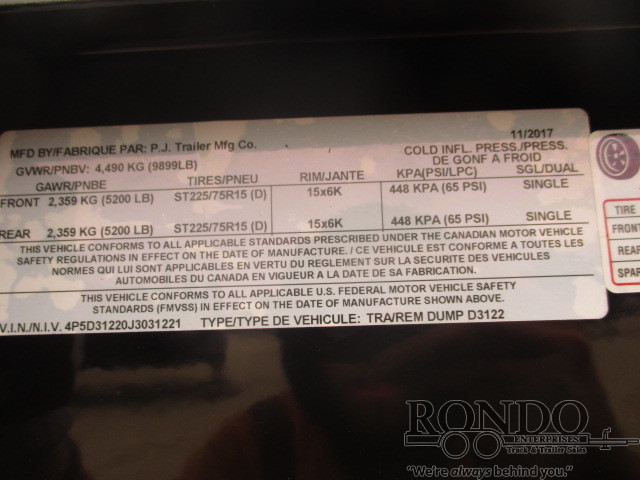 11/2017
MFD BY/FABRIQUE PAR: P.J. Trailer Mfg Co.
COLD INFL. PRESS./PRESS.
DE GONF A FROID
GVWR/PNBV: 4,490 KG (9899LB)
GAWR/PNBE TIRES/PNEU RIM/JANTE KPA(PSI/LPC) SGL/DUAL
FRONT 2,359 KG (5200 LB) ST225/75R15 (D) 15x6K 448 KPA (65 PSI) SINGLE
REAR 2,359 KG (5200 LB) ST225/75R15 (D) 15x6K 448 KPA (65 PSI) SINGLE
THIS VEHICLE CONFORMS TO ALL APPLICABLE STANDARDS PRESCRIBED UNDER THE CANADIAN MOTOR VEHICLE
SAFETY REGULATIONS IN EFFECT ON THE DATE OF MANUFACTURE. / CE VEHICULE EST CONFORME A TOUTES LES
NORMES QUI LUI SONT APPLICABLES EN VERTU DU REGLEMENT SUR LA SECURITE DES VEHICULES
AUTOMOBILES DU CANADA EN VIGUEUR A LA DATE DE SA FABRICATION.
THIS VEHICLE CONFORMS TO ALL APPLICABLE U.S. FEDERAL MOTOR VEHICLE SAFETY
STANDARDS (FMVSS) IN EFFECT ON THE DATE OF MANUFACTURE SHOWN ABOVE.
V.I.N./N.I.V. 4P5D31220J3031221 TYPE/TYPE DE VEHICULE: TRA/REM DUMP D3122
TIRE
FRONT
REAR
SPAR
RONDO
ENTERPRISES
Truck & Trailer Sales
"We're always behind you."